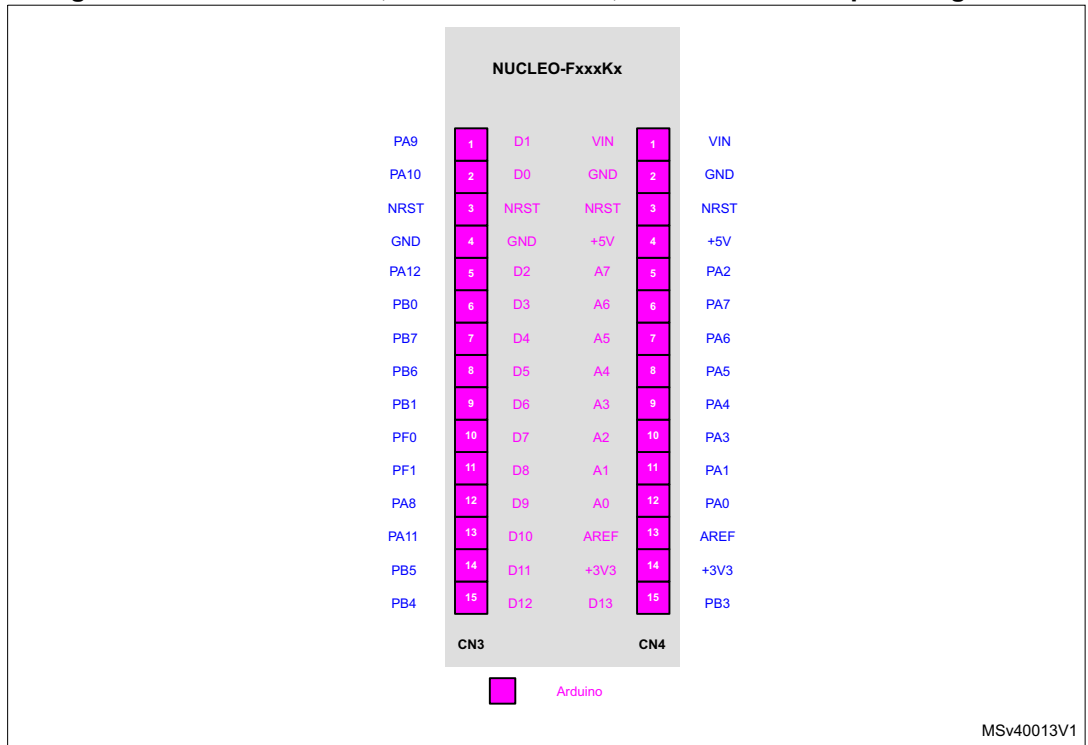 NUCLEO-FxxxKx
PA9 1 D1 VIN 1 VIN
PA10 2 D0 GND 2 GND
NRST 3 NRST NRST 3 NRST
GND 4 GND +5V 4 +5V
PA12 5 D2 A7 5 PA2
PB0 6 D3 A6 6 PA7
PB7 7 D4 A5 7 PA6
PB6 8 D5 A4 8 PA5
PB1 9 D6 A3 9 PA4
PF0 10 D7 A2 10 PA3
PF1 11 D8 A1 11 PA1
PA8 12 D9 A0 12 PA0
PA11 13 D10 AREF 13 AREF
PB5 14 D11 +3V3 14 +3V3
PB4 15 D12 D13 15 PB3
CN3 CN4
Arduino
MSv40013V1